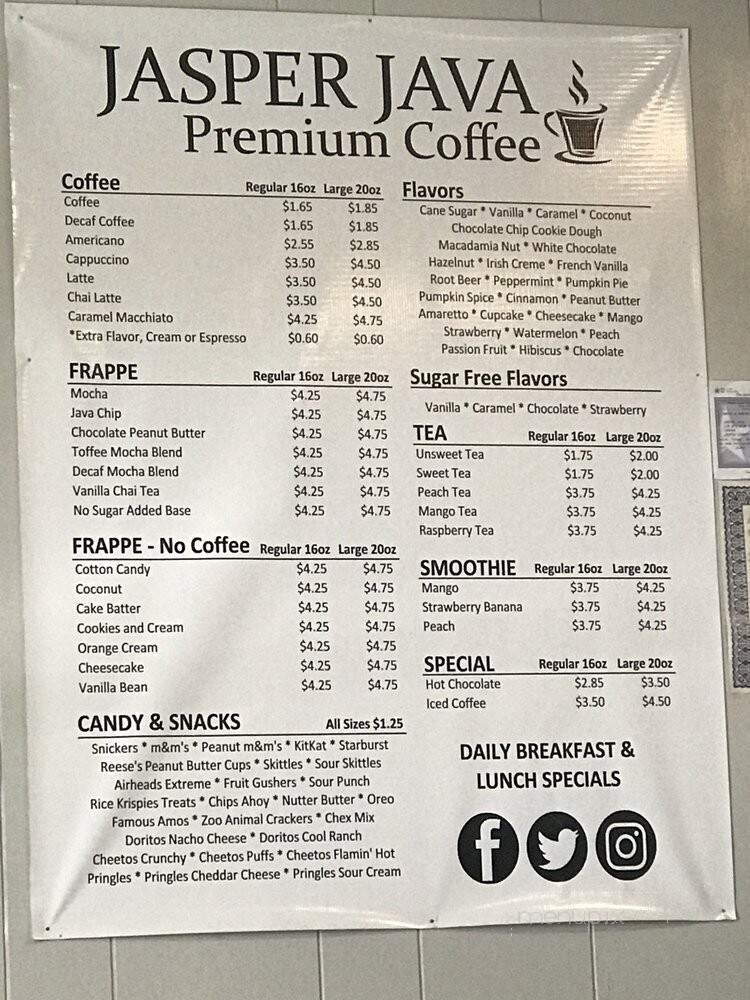 JASPER JAVA
Premium Coffee
Coffee Regular 16oz Large 20oz
Coffee $1.65 $1.85
Decaf Coffee $1.65 $1.85
Americano $2.55 $2.85
Cappuccino $3.50 $4.50
Latte $3.50 $4.50
Chai Latte $3.50 $4.50
Caramel Macchiato $4.25 $4.75
*Extra Flavor, Cream or Espresso $0.60 $0.60
FRAPPE Regular 16oz Large 20oz
Mocha $4.25 $4.75
Java Chip $4.25 $4.75
Chocolate Peanut Butter $4.25 $4.75
Toffee Mocha Blend $4.25 $4.75
Decaf Mocha Blend $4.25 $4.75
Vanilla Chai Tea $4.25 $4.75
No Sugar Added Base $4.25 $4.75
FRAPPE - No Coffee Regular 16oz Large 20oz
Cotton Candy $4.25 $4.75
Coconut $4.25 $4.75
Cake Batter $4.25 $4.75
Cookies and Cream $4.25 $4.75
Orange Cream $4.25 $4.75
Cheesecake $4.25 $4.75
Vanilla Bean $4.25 $4.75
CANDY & SNACKS All Sizes $1.25
Snickers * m&m's * Peanut m&m's * KitKat * Starburst
Reese's Peanut Butter Cups * Skittles * Sour Skittles
Airheads Extreme * Fruit Gushers * Sour Punch
Rice Krispies Treats * Chips Ahoy * Nutter Butter * Oreo
Famous Amos * Zoo Animal Crackers * Chex Mix
Doritos Nacho Cheese * Doritos Cool Ranch
Cheetos Crunchy * Cheetos Puffs * Cheetos Flamin' Hot
Pringles * Pringles Cheddar Cheese * Pringles Sour Cream
Flavors
Cane Sugar * Vanilla * Caramel * Coconut
Chocolate Chip Cookie Dough
Macadamia Nut * White Chocolate
Hazelnut * Irish Creme * French Vanilla
Root Beer * Peppermint * Pumpkin Pie
Pumpkin Spice * Cinnamon * Peanut Butter
Amaretto * Cupcake * Cheesecake * Mango
Strawberry * Watermelon * Peach
Passion Fruit * Hibiscus * Chocolate
Sugar Free Flavors
Vanilla * Caramel * Chocolate * Strawberry
TEA Regular 16oz Large 20oz
Unsweet Tea $1.75 $2.00
Sweet Tea $1.75 $2.00
Peach Tea $3.75 $4.25
Mango Tea $3.75 $4.25
Raspberry Tea $3.75 $4.25
SMOOTHIE Regular 16oz Large 20oz
Mango $3.75 $4.25
Strawberry Banana $3.75 $4.25
Peach $3.75 $4.25
SPECIAL Regular 16oz Large 20oz
Hot Chocolate $2.85 $3.50
Iced Coffee $3.50 $4.50
DAILY BREAKFAST &
LUNCH SPECIALS